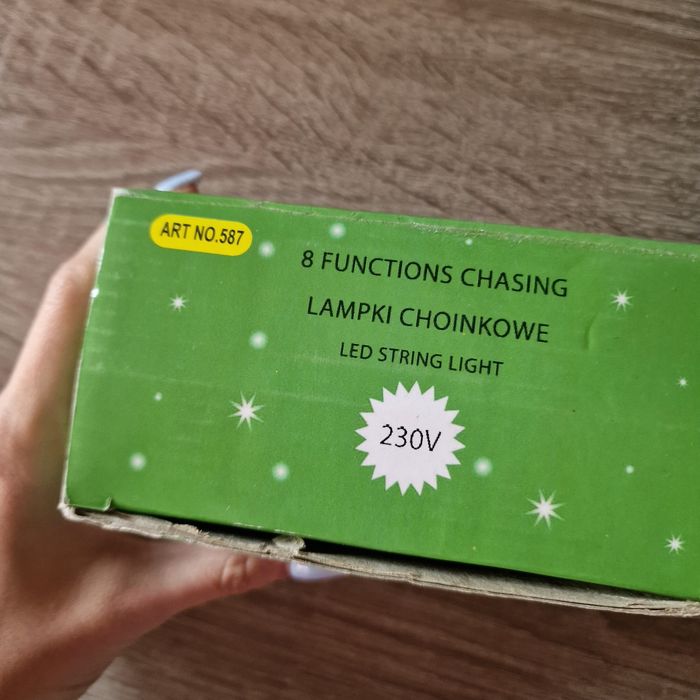 ART NO.587
8 FUNCTIONS CHASING
LAMPKI CHOINKOWE
LED STRING LIGHT
230V